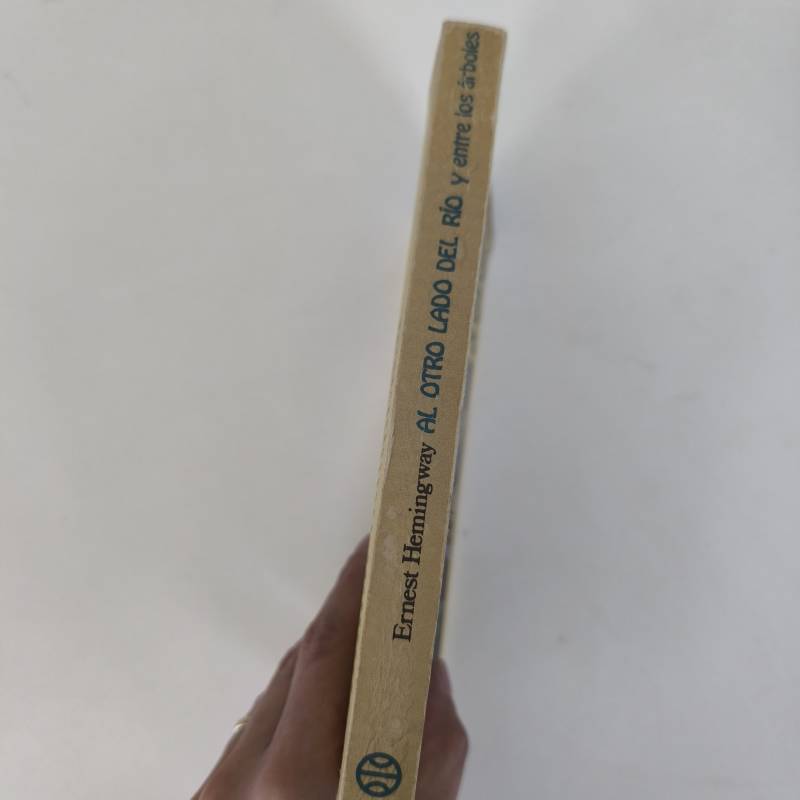 Ernest Hemingway AL OTRO LADO DEL RÍO y entre los árboles